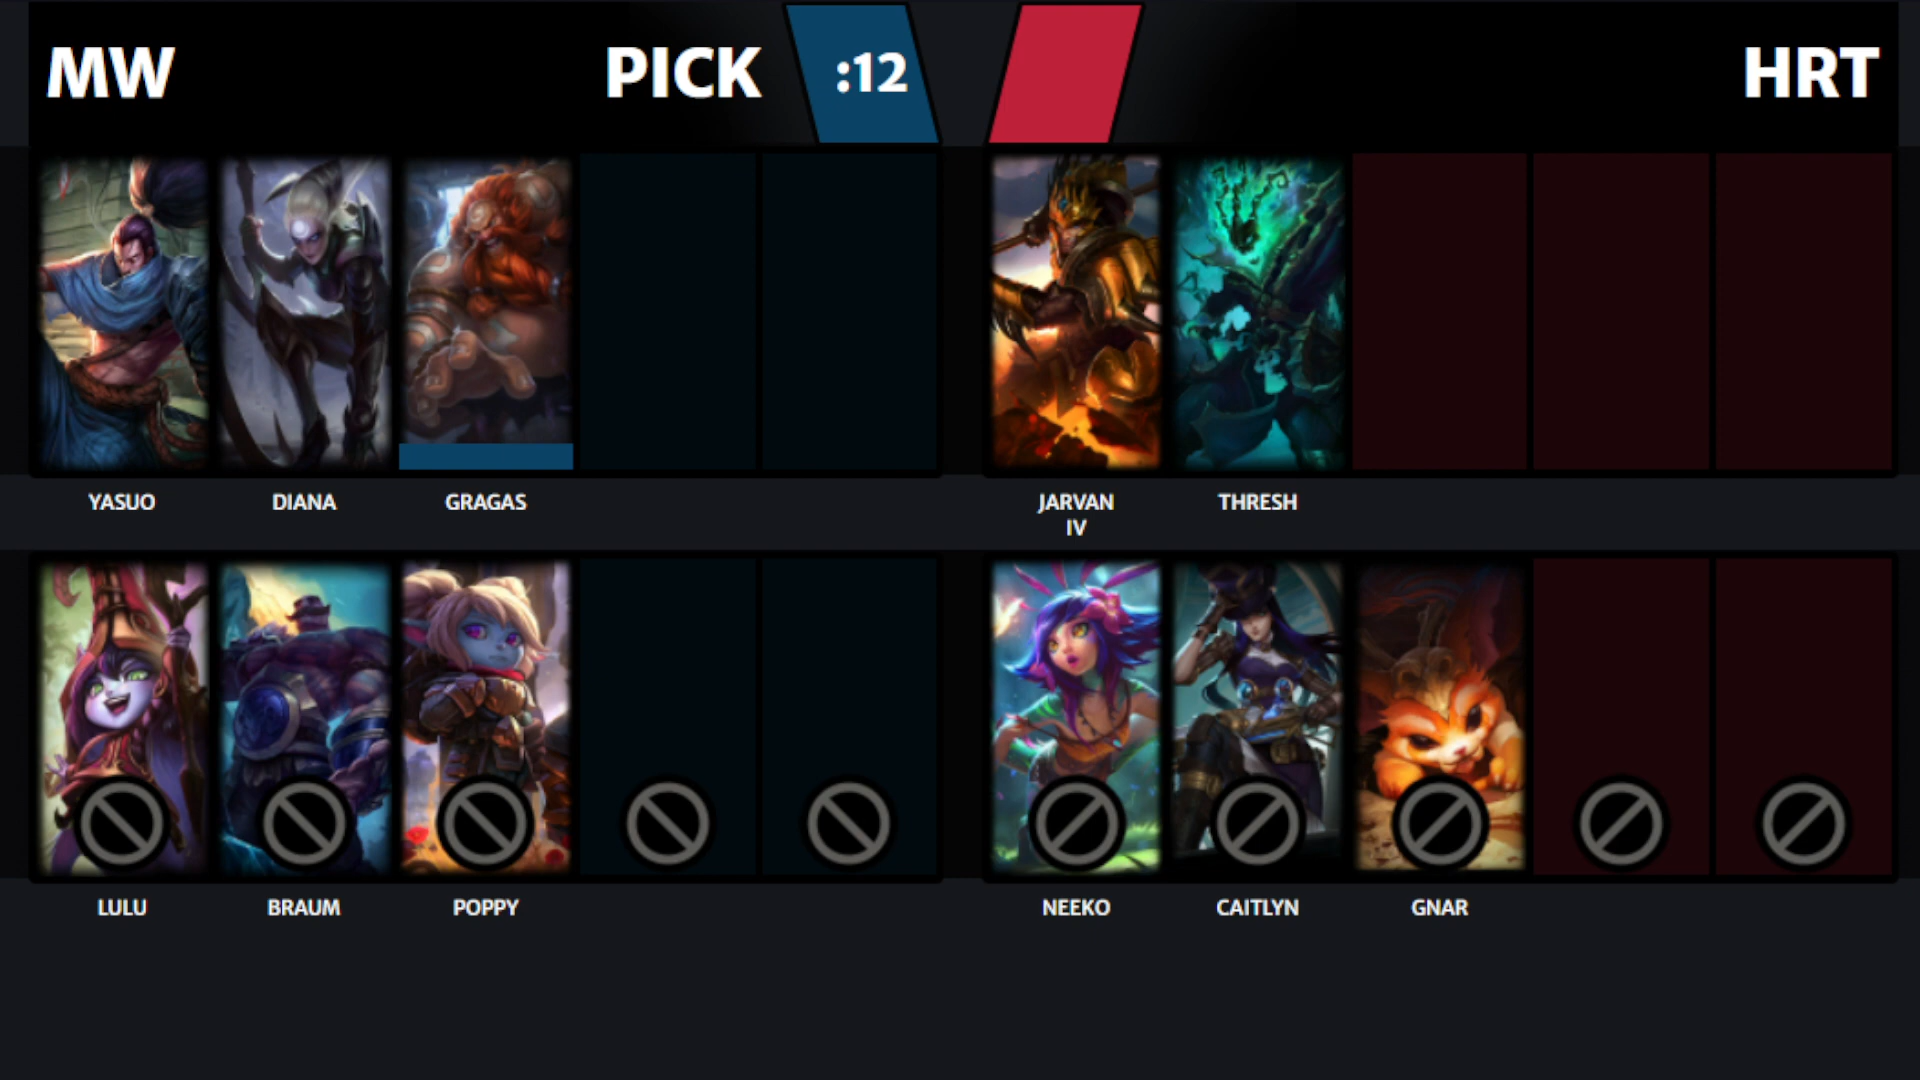 MW
PICK
:12
HRT
YASUO
DIANA
GRAGAS
JARVAN
IV
THRESH
LULU
BRAUM
POPPY
NEEKO
CAITLYN
GNAR